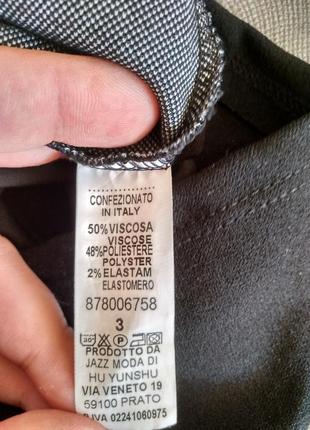 CONFEZIONATO
IN ITALY
50%VISCOSA
VISCOSE
48%POLIESTERE
POLYSTER
2% ELASTAM
ELASTOMERO
878006758
3
PRODOTTO DA
JAZZ MODA DI
HU YUNSHU
VIA VENETO 19
59100 PRATO
P.IVA 02241060975